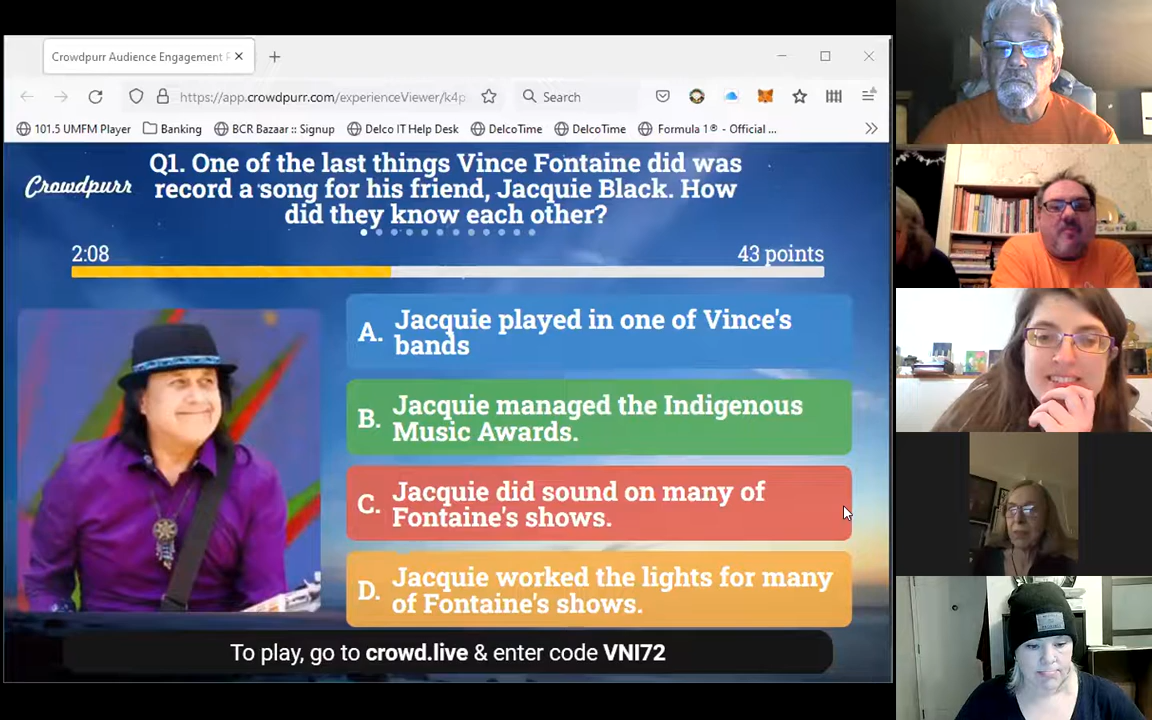 Crowdpurr Audience Engagement
https://app.crowdpurr.com/experienceViewer/k4p
Search
101.5 UMFM Player
Banking
BCR Bazaar :: Signup
Delco IT Help Desk
DelcoTime
DelcoTime
Formula 1® - Official ...
Crowdpurr
Q1. One of the last things Vince Fontaine did was
record a song for his friend, Jacquie Black. How
did they know each other?
2:08
43 points
A. Jacquie played in one of Vince's
bands
B. Jacquie managed the Indigenous
Music Awards.
C. Jacquie did sound on many of
Fontaine's shows.
D. Jacquie worked the lights for many
of Fontaine's shows.
To play, go to crowd.live & enter code VNI72